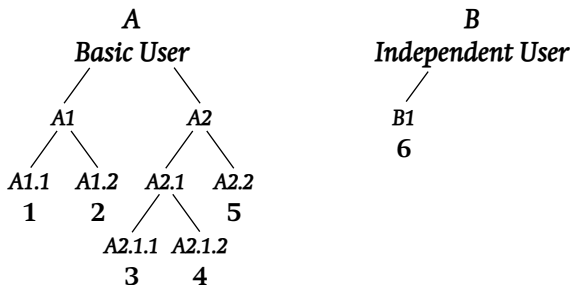 A B
Basic User Independent User
A1 A2 B1
6
A1.1 A1.2 A2.1 A2.2
1 2 5
A2.1.1 A2.1.2
3 4